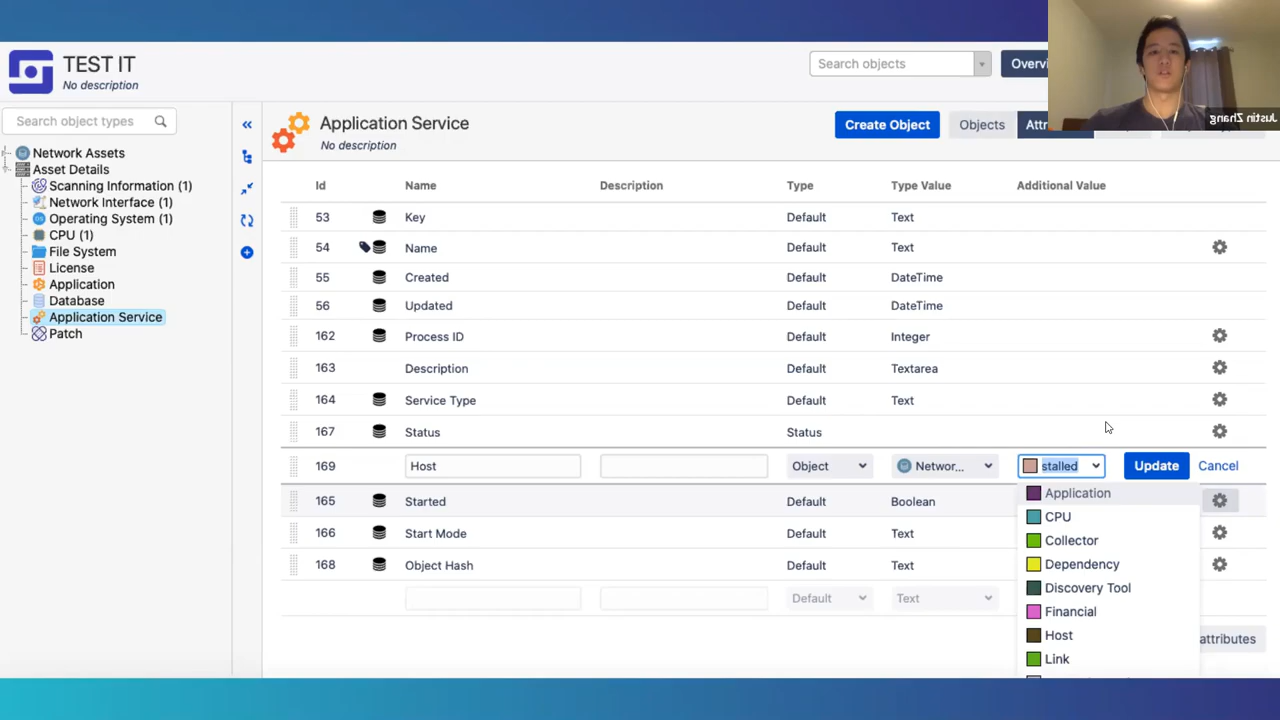 TEST IT
No description
Search objects
Overvi
Justin Zhang
Search object types
Network Assets
Asset Details
Scanning Information (1)
Network Interface (1)
Operating System (1)
CPU (1)
File System
License
Application
Database
Application Service
Patch
Application Service
No description
Create Object
Objects
Attr
Id Name Description Type Type Value Additional Value
53 Key Default Text
54 Name Default Text
55 Created Default DateTime
56 Updated Default DateTime
162 Process ID Default Integer
163 Description Default Textarea
164 Service Type Default Text
167 Status Status
169 Host Object Networ... stalled Update Cancel
165 Started Default Boolean
166 Start Mode Default Text
168 Object Hash Default Text
Default Text
Application
CPU
Collector
Dependency
Discovery Tool
Financial
Host
Link
attributes